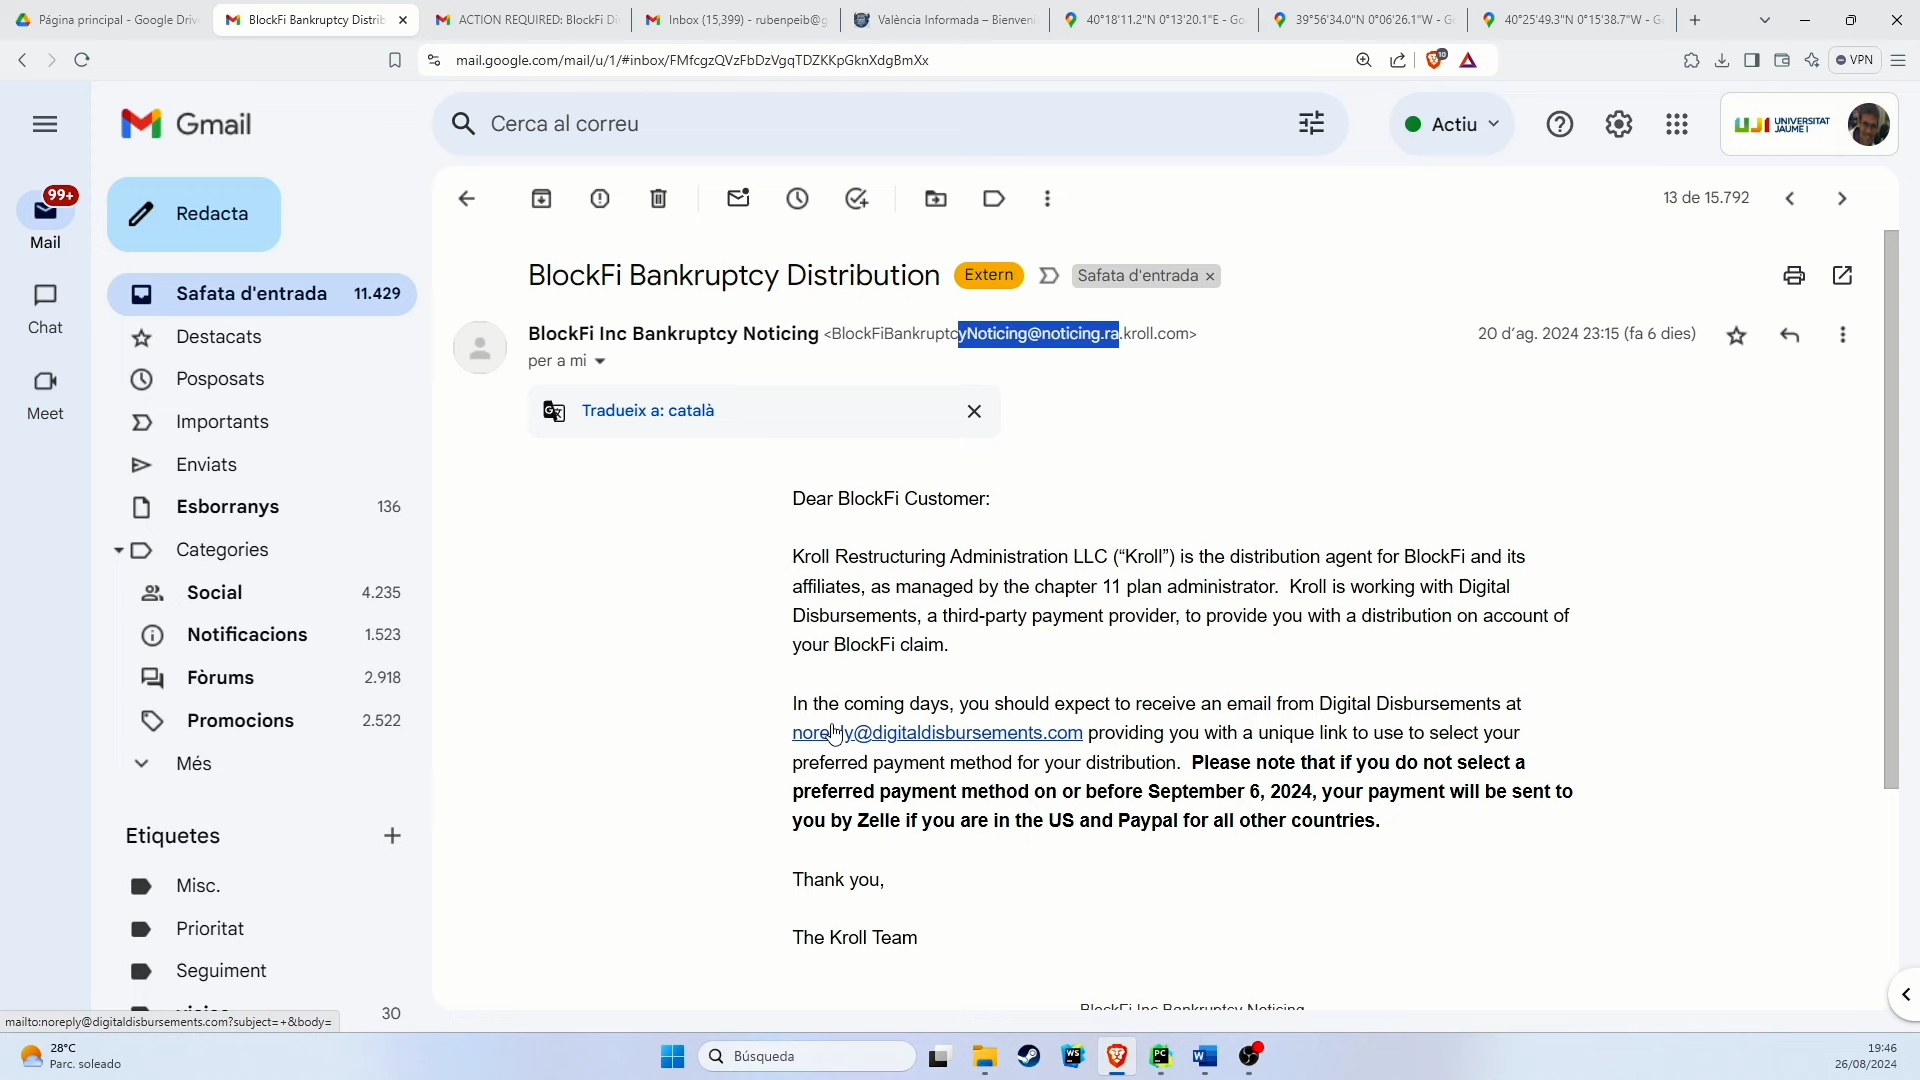 Página principal - Google Driv
BlockFi Bankruptcy Distrib
ACTION REQUIRED: BlockFi Di
Inbox (15,399) - rubenpeib@g
València Informada – Bienveni
40°18'11.2"N 0°13'20.1"E - Go
39°56'34.0"N 0°06'26.1"W - Go
40°25'49.3"N 0°15'38.7"W - Go
mail.google.com/mail/u/1/#inbox/FMfcgzQVzFbDzVgqTDZKKpGknXdgBmXx
10
VPN
Gmail
Cerca al correu
Actiu
UJI UNIVERSITAT
JAUME I
99+
Mail
Chat
Meet
Redacta
Safata d'entrada 11.429
Destacats
Posposats
Importants
Enviats
Esborranys 136
Categories
Social 4.235
Notificacions 1.523
Fòrums 2.918
Promocions 2.522
Més
Etiquetes
Misc.
Prioritat
Seguiment
30
13 de 15.792
BlockFi Bankruptcy Distribution Extern Safata d'entrada
BlockFi Inc Bankruptcy Noticing <BlockFiBankruptcyNoticing@noticing.ra.kroll.com> 20 d'ag. 2024 23:15 (fa 6 dies)
per a mi
Tradueix a: català
Dear BlockFi Customer:
Kroll Restructuring Administration LLC (“Kroll”) is the distribution agent for BlockFi and its
affiliates, as managed by the chapter 11 plan administrator. Kroll is working with Digital
Disbursements, a third-party payment provider, to provide you with a distribution on account of
your BlockFi claim.
In the coming days, you should expect to receive an email from Digital Disbursements at
noreply@digitaldisbursements.com providing you with a unique link to use to select your
preferred payment method for your distribution. Please note that if you do not select a
preferred payment method on or before September 6, 2024, your payment will be sent to
you by Zelle if you are in the US and Paypal for all other countries.
Thank you,
The Kroll Team
BlockFi Inc Bankruptcy Noticing
mailto:noreply@digitaldisbursements.com?subject=+&body=
28°C
Parc. soleado
Búsqueda
WS
PC
W
19:46
26/08/2024